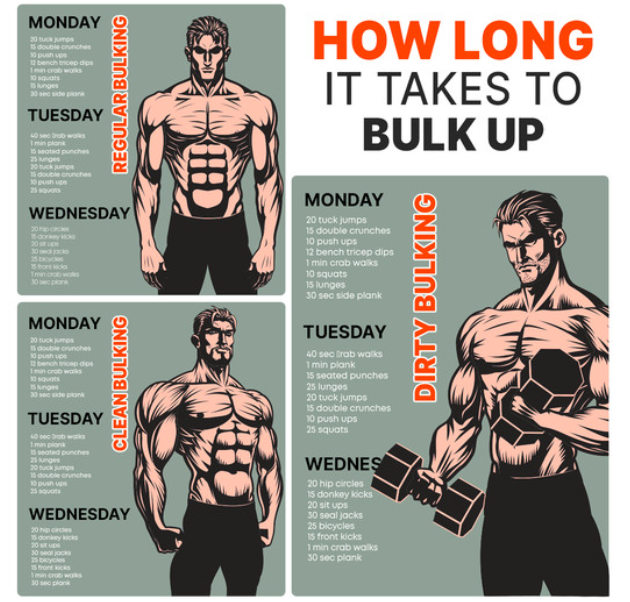 HOW LONG
IT TAKES TO
BULK UP
REGULAR BULKING
MONDAY
20 tuck jumps
15 double crunches
10 push ups
12 bench tricep dips
1 min crab walks
10 squats
15 lunges
30 sec side plank
TUESDAY
40 sec crab walks
1 min plank
15 seated punches
25 lunges
20 tuck jumps
15 double crunches
10 push ups
25 squats
WEDNESDAY
20 hip circles
15 donkey kicks
20 sit ups
30 seal jacks
25 bicycles
15 front kicks
1 min crab walks
30 sec plank
CLEAN BULKING
MONDAY
20 tuck jumps
15 double crunches
10 push ups
12 bench tricep dips
1 min crab walks
10 squats
15 lunges
30 sec side plank
TUESDAY
40 sec walks
1 min plank
15 seated punches
25 lunges
20 tuck jumps
15 double crunches
10 push ups
25 squats
WEDNESDAY
20 hip circles
15 donkey kicks
20 sit ups
30 seal jacks
25 bicycles
15 front kicks
1 min crab walks
30 sec plank
DIRTY BULKING
MONDAY
20 tuck jumps
15 double crunches
10 push ups
12 bench tricep dips
1 min crab walks
10 squats
15 lunges
30 sec side plank
TUESDAY
40 sec walks
1 min plank
15 seated punches
25 lunges
20 tuck jumps
15 double crunches
10 push ups
25 squats
WEDNES
20 hip circles
15 donkey kicks
20 sit ups
30 seal jacks
25 bicycles
15 front kicks
1 min crab walks
30 sec plank